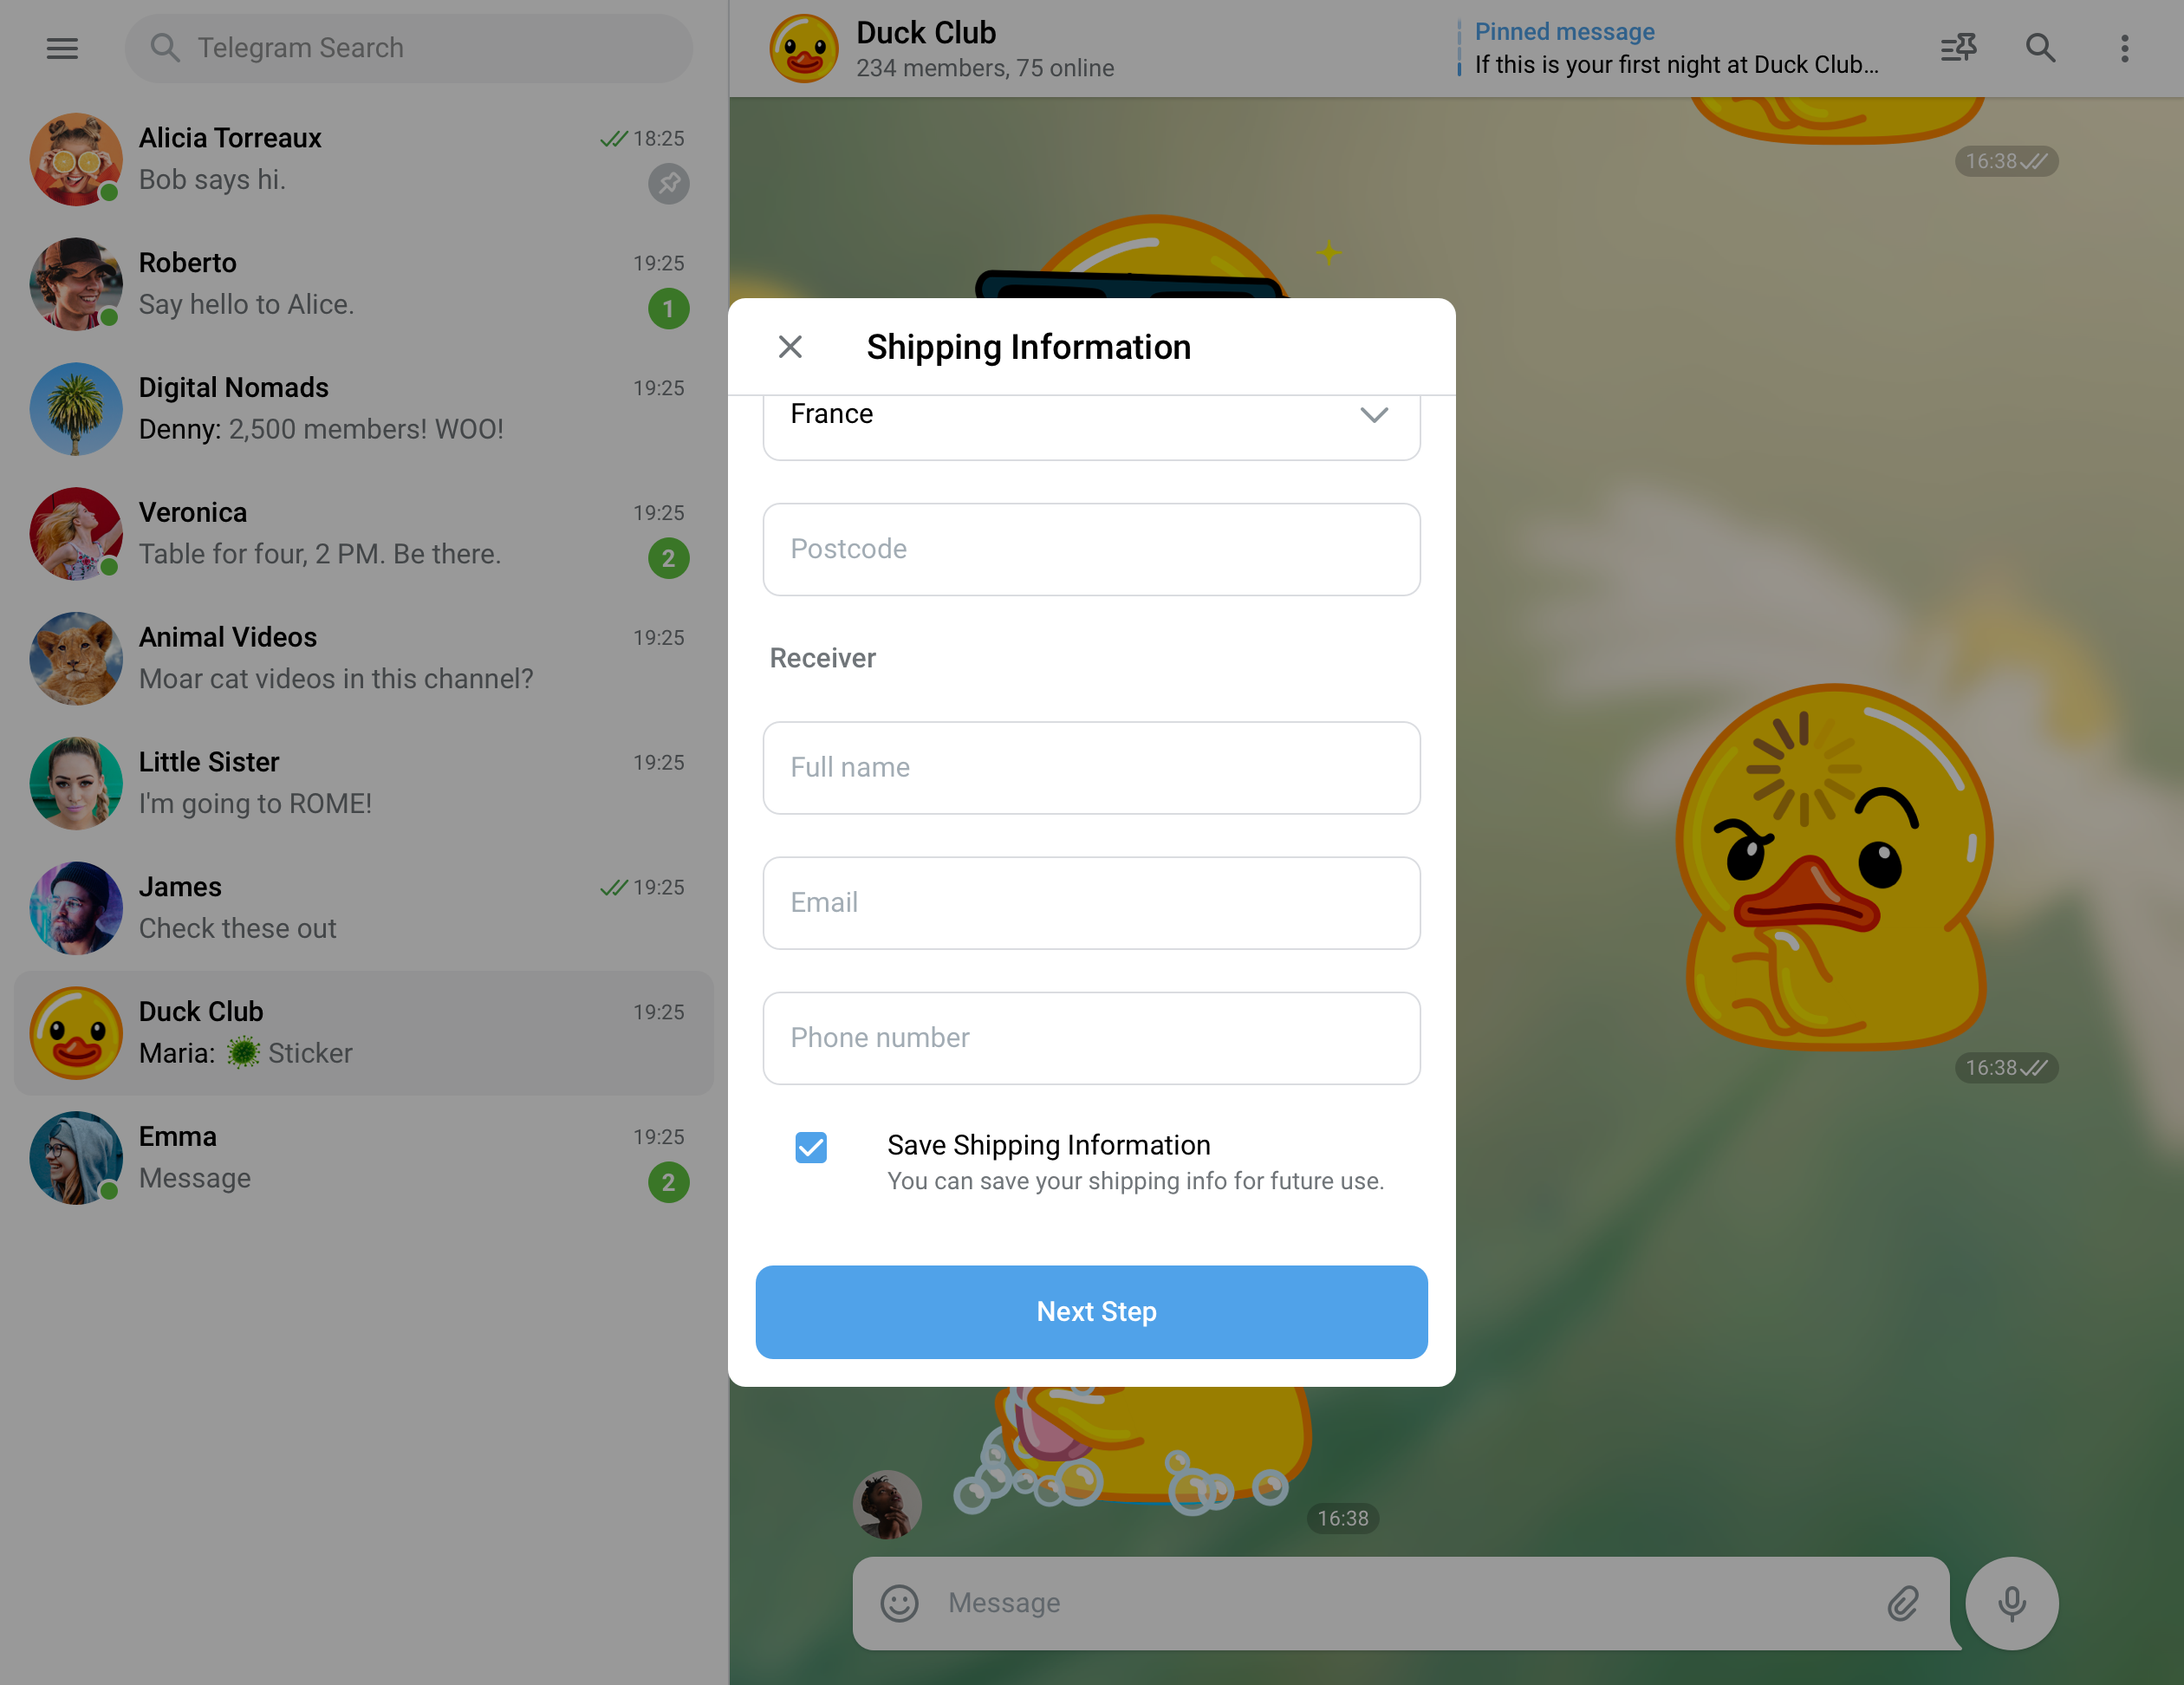 Telegram Search
Alicia Torreaux
18:25
Bob says hi.
Roberto
19:25
Say hello to Alice.
1
Digital Nomads
19:25
Denny: 2,500 members! WOO!
Veronica
19:25
Table for four, 2 PM. Be there.
2
Animal Videos
19:25
Moar cat videos in this channel?
Little Sister
19:25
I'm going to ROME!
James
19:25
Check these out
Duck Club
19:25
Maria: Sticker
Emma
19:25
Message
2
Duck Club
234 members, 75 online
Pinned message
If this is your first night at Duck Club...
16:38
Shipping Information
France
Postcode
Receiver
Full name
Email
Phone number
Save Shipping Information
You can save your shipping info for future use.
Next Step
16:38
16:38
Message